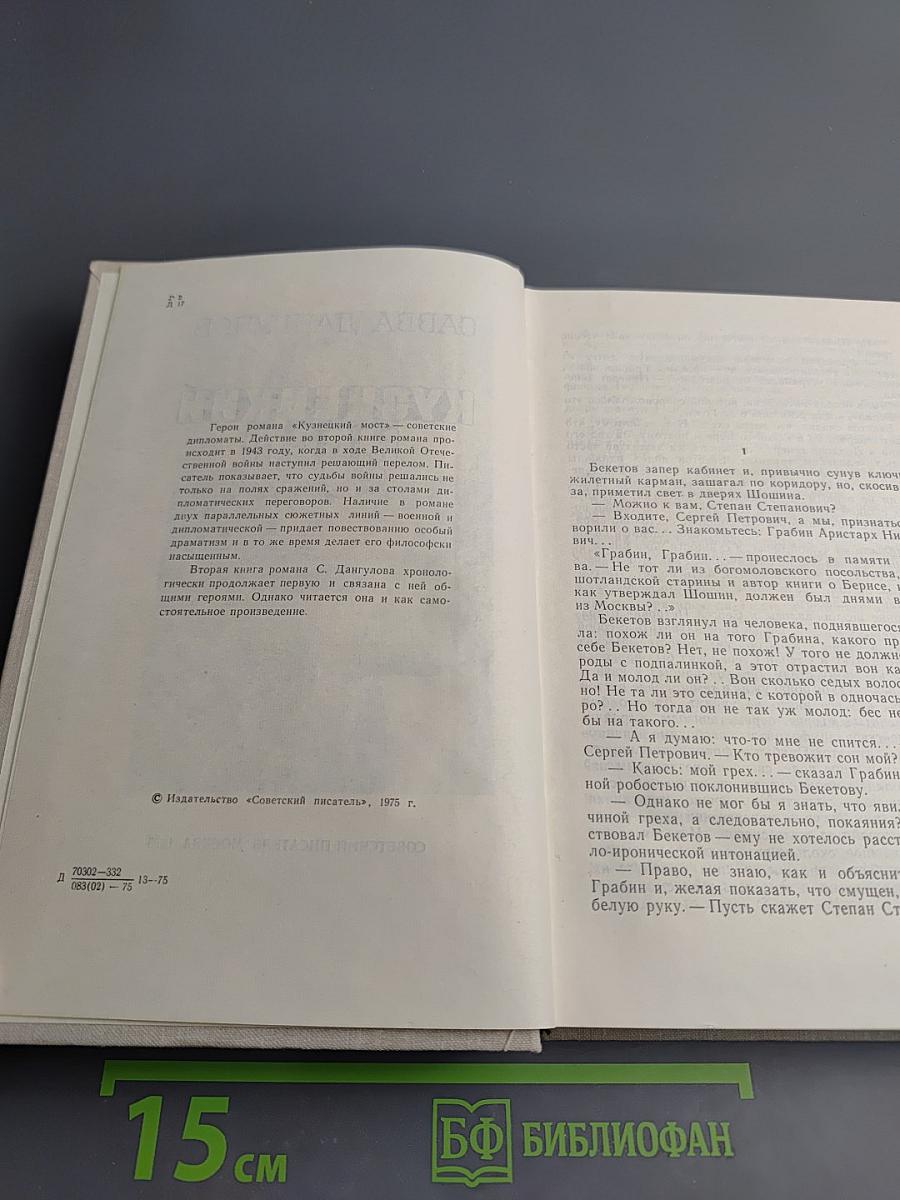 Р2
Д 17
Герои романа «Кузнецкий мост» — советские
дипломаты. Действие во второй книге романа про-
исходит в 1943 году, когда в ходе Великой Отече-
ственной войны наступил решающий перелом. Пи-
сатель показывает, что судьбы войны решались не
только на полях сражений, но и за столами ди-
пломатических переговоров. Наличие в романе
двух параллельных сюжетных линий — военной и
дипломатической — придает повествованию особый
драматизм и в то же время делает его философски
насыщенным.
Вторая книга романа С. Дангулова хроноло-
гически продолжает первую и связана с ней об-
щими героями. Однако читается она и как само-
стоятельное произведение.
© Издательство «Советский писатель», 1975 г.
Д 70302—332
083(02) — 75 13—75
1
Бекетов запер кабинет и, привычно сунув ключ
жилетный карман, зашагал по коридору, но, скосив
за, приметил свет в дверях Шошина.
— Можно к вам, Степан Степанович?
— Входите, Сергей Петрович, а мы, признатьс
ворили о вас... Знакомьтесь: Грабин Аристарх Ни
вич...
«Грабин, Грабин... — пронеслось в памяти
ва. — Не тот ли из богомоловского посольства,
шотландской старины и автор книги о Бернсе,
как утверждал Шошин, должен был днями в
из Москвы?..»
Бекетов взглянул на человека, поднявшегося
ла: похож ли он на того Грабина, какого пр
себе Бекетов? Нет, не похож! У того не должн
роды с подпалинкой, а этот отрастил вон ка
Да и молод ли он?.. Вон сколько седых волос
но! Не та ли это седина, с которой в одночас
ро?.. Но тогда он не так уж молод: бес не
бы на такого...
— А я думаю: что-то мне не спится...
Сергей Петрович. — Кто тревожит сон мой?
— Каюсь: мой грех... — сказал Грабин
ной робостью поклонившись Бекетову.
— Однако не мог бы я знать, что яви
чиной греха, а следовательно, покаяния?
ствовал Бекетов — ему не хотелось расст
ло-иронической интонацией.
— Право, не знаю, как и объясни
Грабин и, желая показать, что смущен,
белую руку. — Пусть скажет Степан Ст
15 см
БФ БИБЛИОФАН